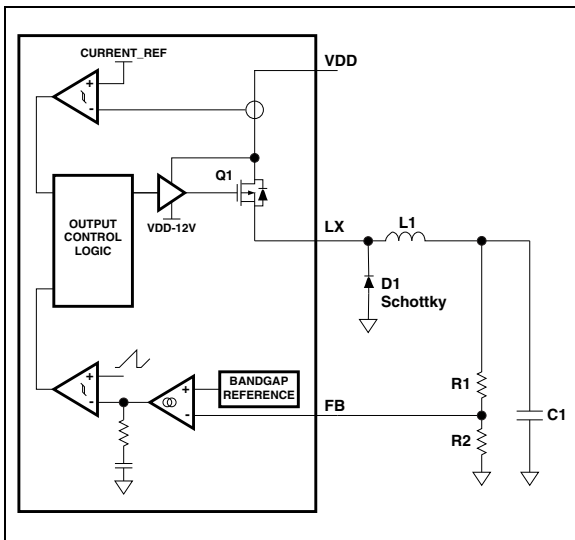 CURRENT_REF
VDD
+
-
Q1
OUTPUT
CONTROL
LOGIC
VDD-12V
LX
L1
D1
Schottky
+
-
BANDGAP
REFERENCE
+
-
FB
R1
R2
C1